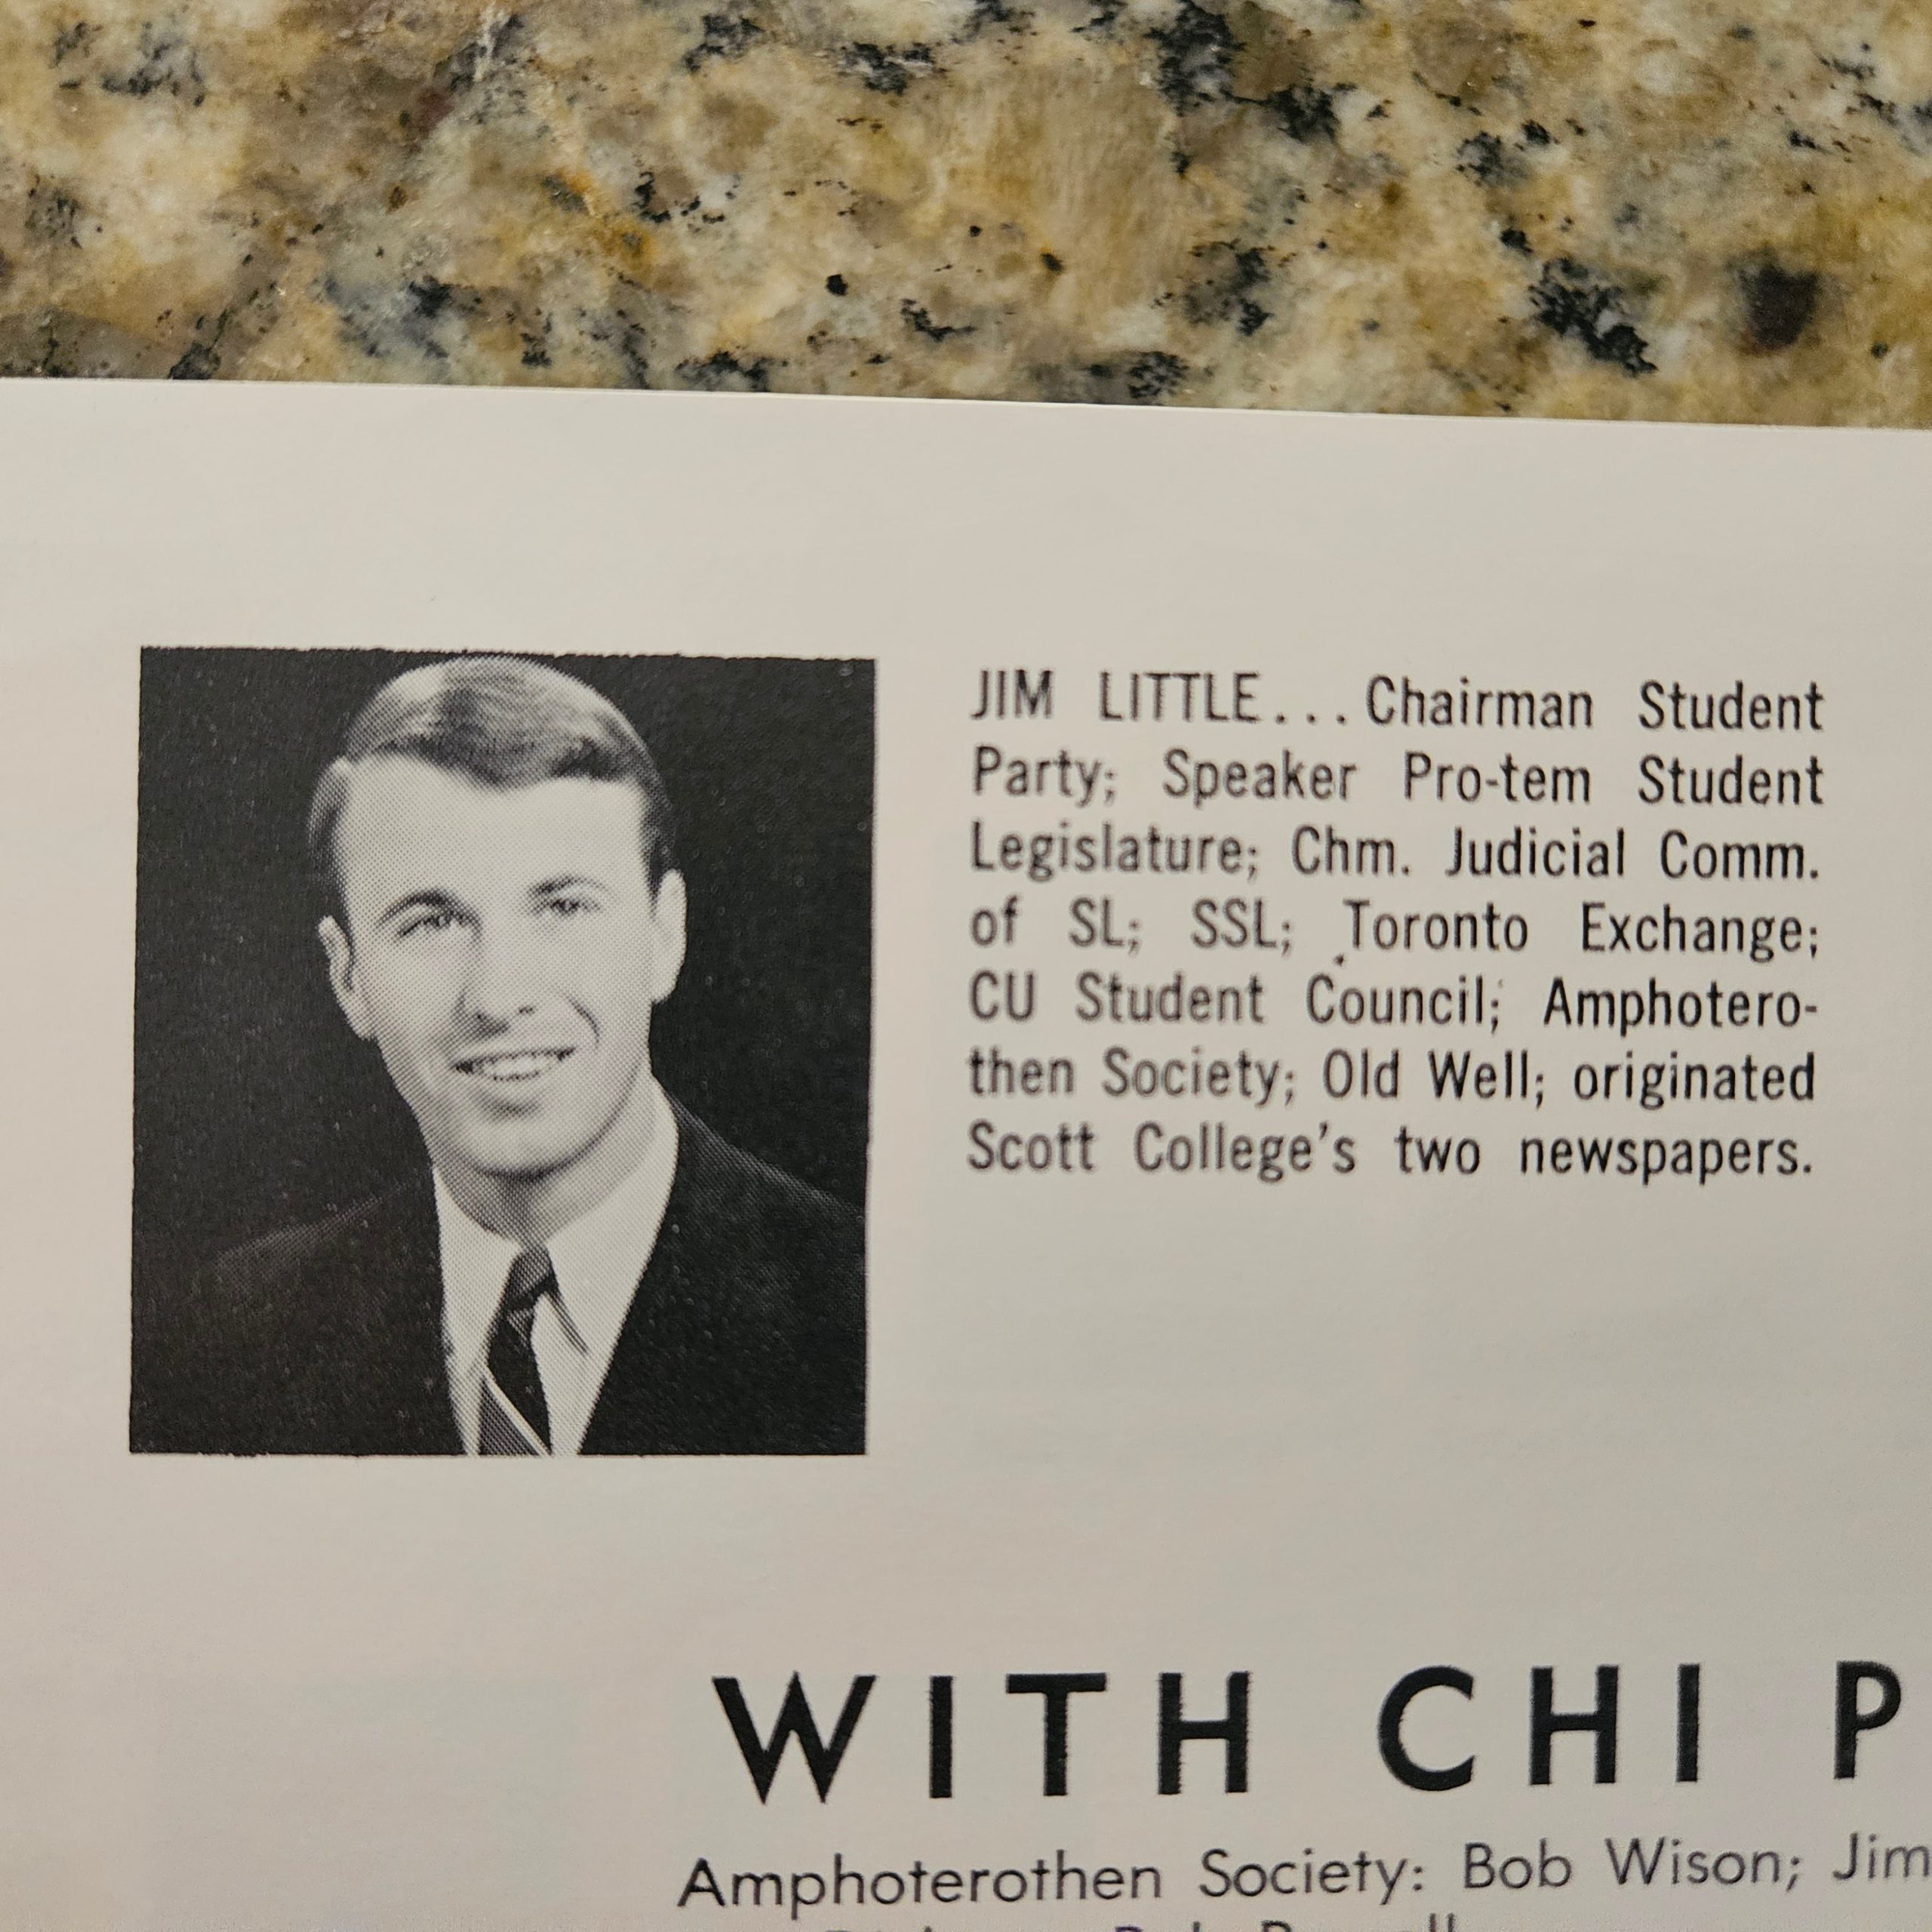 JIM LITTLE... Chairman Student
Party; Speaker Pro-tem Student
Legislature; Chm. Judicial Comm.
of SL; SSL; Toronto Exchange;
CU Student Council; Amphotero-
then Society; Old Well; originated
Scott College's two newspapers.
WITH CHI P
Amphoterothen Society: Bob Wison; Jim